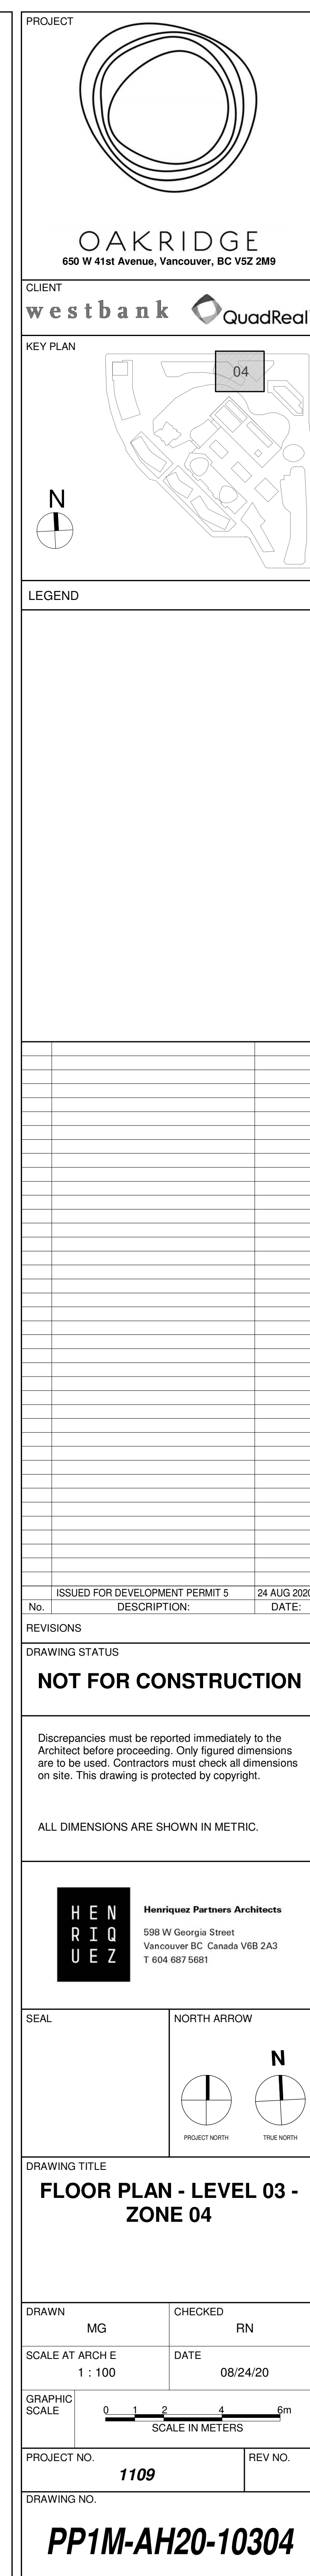 PROJECT
OAKRIDGE
650 W 41st Avenue, Vancouver, BC V5Z 2M9
CLIENT
westbank QuadReal
KEY PLAN
04
N
LEGEND
ISSUED FOR DEVELOPMENT PERMIT 5 24 AUG 2020
No. DESCRIPTION: DATE:
REVISIONS
DRAWING STATUS
NOT FOR CONSTRUCTION
Discrepancies must be reported immediately to the
Architect before proceeding. Only figured dimensions
are to be used. Contractors must check all dimensions
on site. This drawing is protected by copyright.
ALL DIMENSIONS ARE SHOWN IN METRIC.
HEN
RIQ
UEZ
Henriquez Partners Architects
598 W Georgia Street
Vancouver BC Canada V6B 2A3
T 604 687 5681
SEAL
NORTH ARROW
N
PROJECT NORTH TRUE NORTH
DRAWING TITLE
FLOOR PLAN - LEVEL 03 -
ZONE 04
DRAWN CHECKED
MG RN
SCALE AT ARCH E DATE
1 : 100 08/24/20
GRAPHIC
SCALE
0 1 2 4 6m
SCALE IN METERS
PROJECT NO. REV NO.
1109
DRAWING NO.
PP1M-AH20-10304